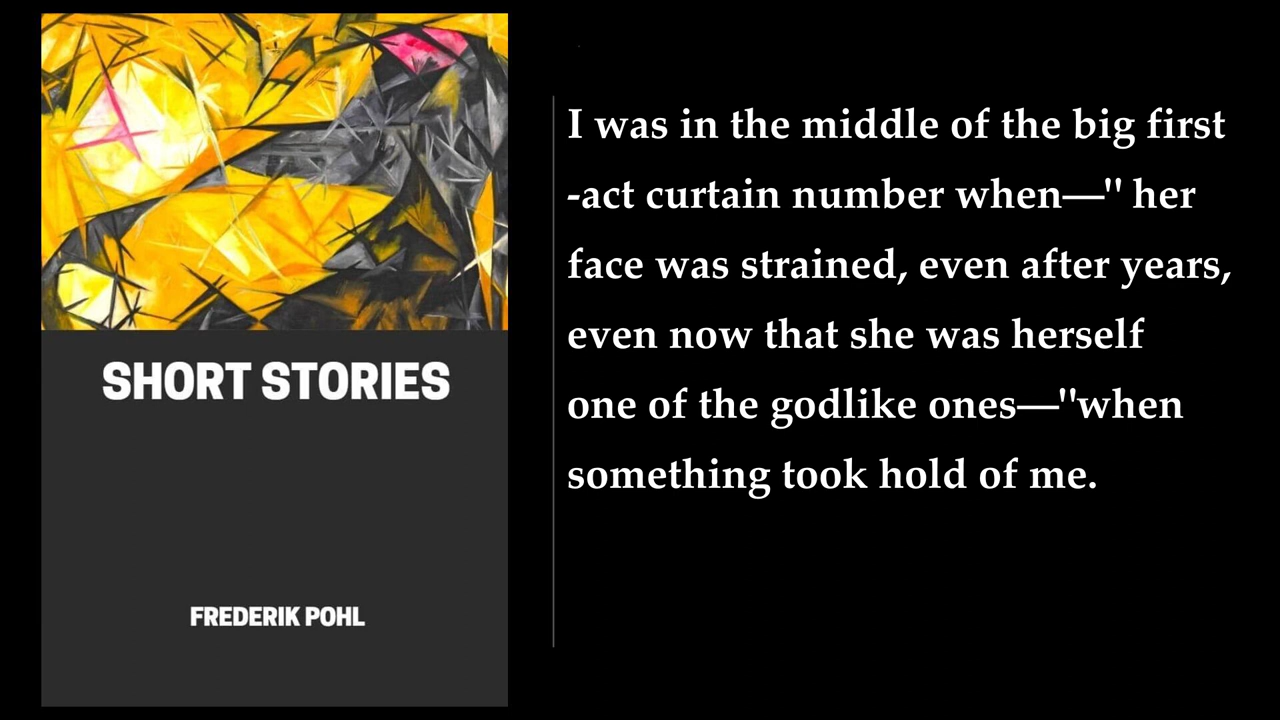 SHORT STORIES
FREDERIK POHL
I was in the middle of the big first
-act curtain number when—" her
face was strained, even after years,
even now that she was herself
one of the godlike ones—"when
something took hold of me.